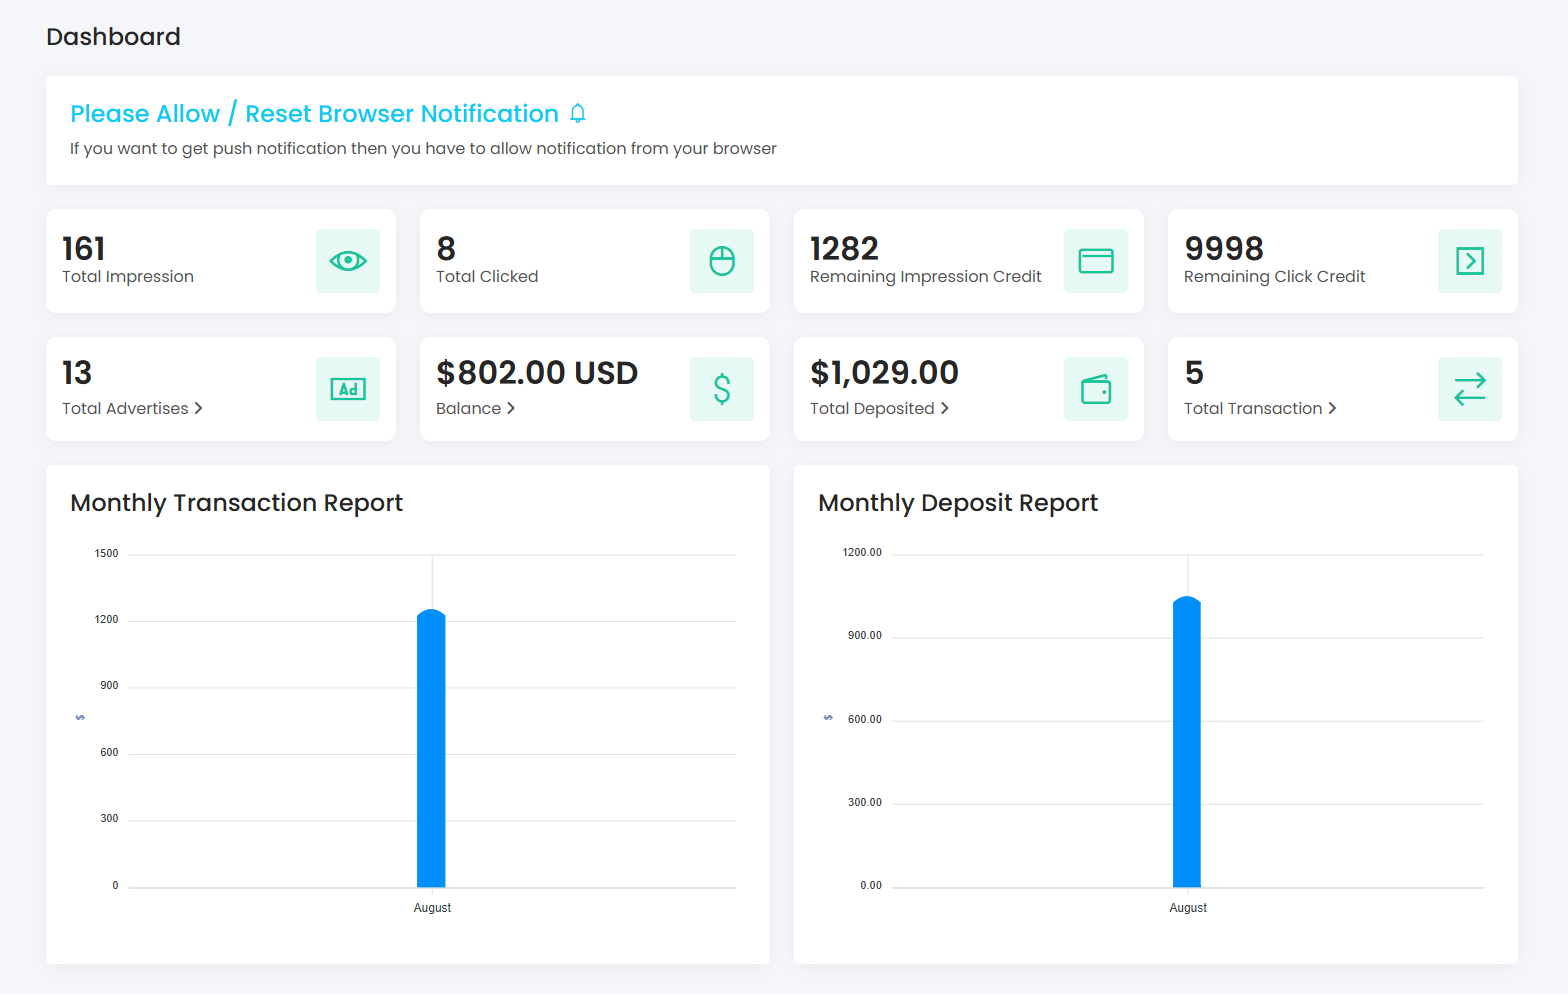 Dashboard
Please Allow / Reset Browser Notification
If you want to get push notification then you have to allow notification from your browser
161
Total Impression
8
Total Clicked
1282
Remaining Impression Credit
9998
Remaining Click Credit
13
Total Advertises
Ad
$802.00 USD
Balance
$
$1,029.00
Total Deposited
5
Total Transaction
Monthly Transaction Report
1500
1200
900
$
600
300
0
August
Monthly Deposit Report
1200.00
900.00
$
600.00
300.00
0.00
August